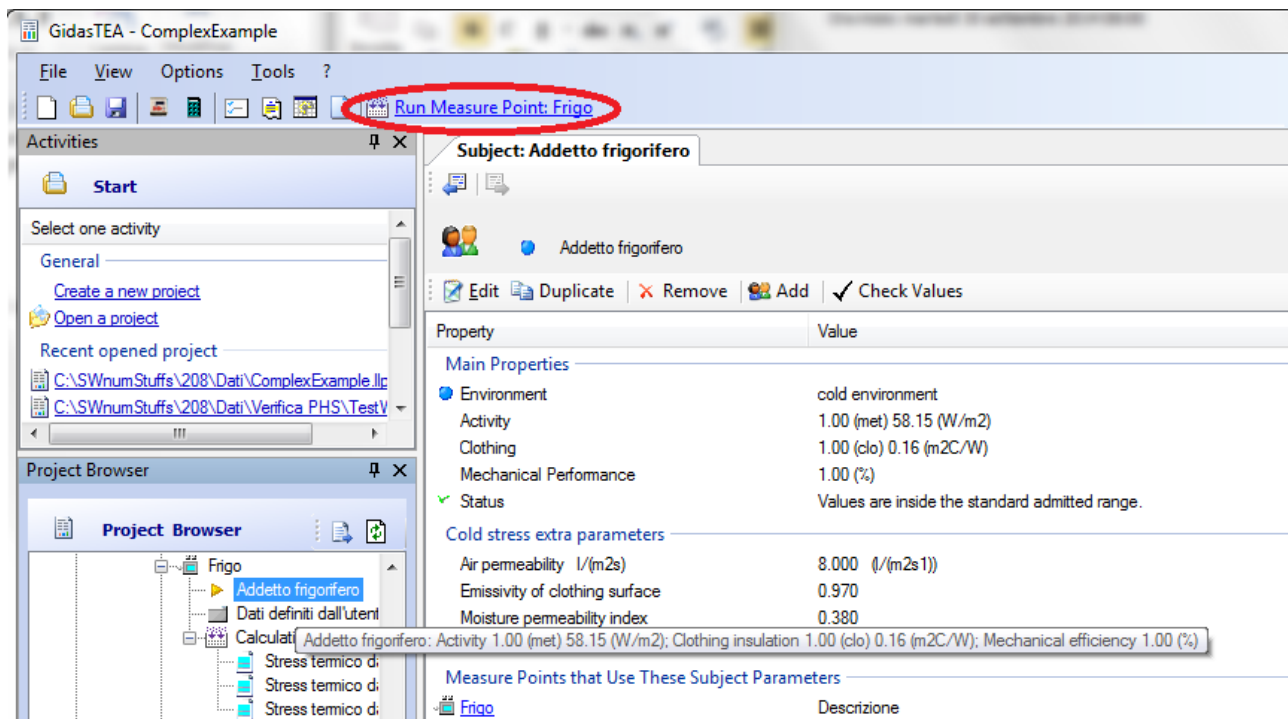 GidasTEA - ComplexExample
File View Options Tools ?
Run Measure Point: Frigo
Activities
Start
Select one activity
General
Create a new project
Open a project
Recent opened project
C:\SWnumStuffs\208\Dati\ComplexExample.llp
C:\SWnumStuffs\208\Dati\Verifica PHS\TestV
Project Browser
Project Browser
Frigo
Addetto frigorifero
Dati definiti dall'utent
Calculati
Stress termico da
Stress termico da
Stress termico da
Subject: Addetto frigorifero
Addetto frigorifero
Edit Duplicate Remove Add Check Values
Property Value
Main Properties
Environment cold environment
Activity 1.00 (met) 58.15 (W/m2)
Clothing 1.00 (clo) 0.16 (m2C/W)
Mechanical Performance 1.00 (%)
Status Values are inside the standard admitted range.
Cold stress extra parameters
Air permeability l/(m2s) 8.000 (l/(m2s1))
Emissivity of clothing surface 0.970
Moisture permeability index 0.380
Addetto frigorifero: Activity 1.00 (met) 58.15 (W/m2); Clothing insulation 1.00 (clo) 0.16 (m2C/W); Mechanical efficiency 1.00 (%)
Measure Points that Use These Subject Parameters
Frigo Descrizione